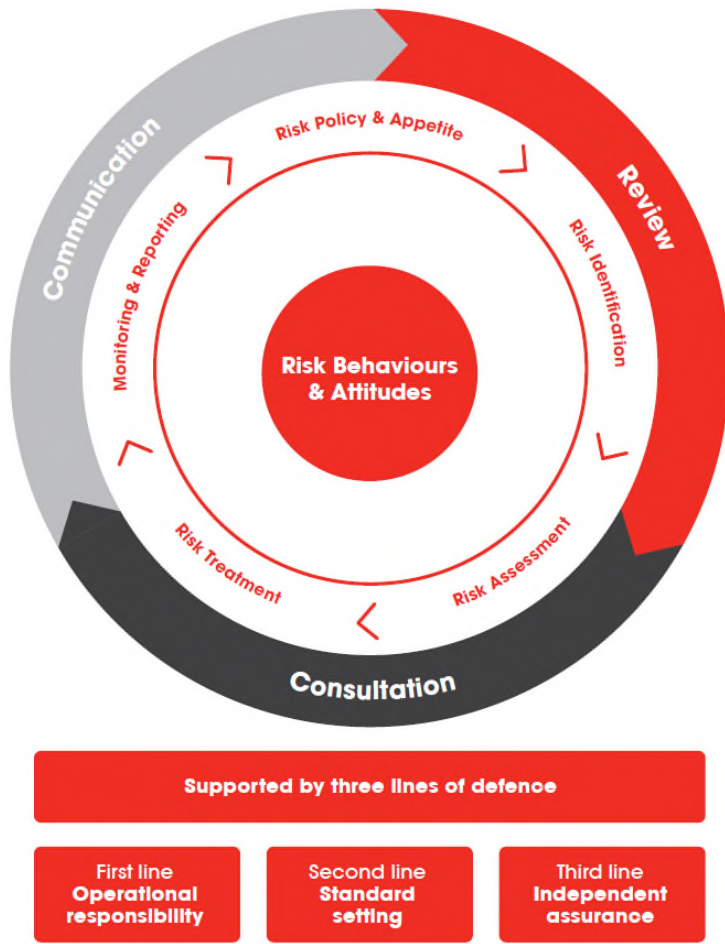 Communication
Review
Consultation
Risk Policy & Appetite
Risk Identification
Risk Assessment
Risk Treatment
Monitoring & Reporting
Risk Behaviours
& Attitudes
Supported by three lines of defence
First line
Operational
responsibility
Second line
Standard
setting
Third line
Independent
assurance